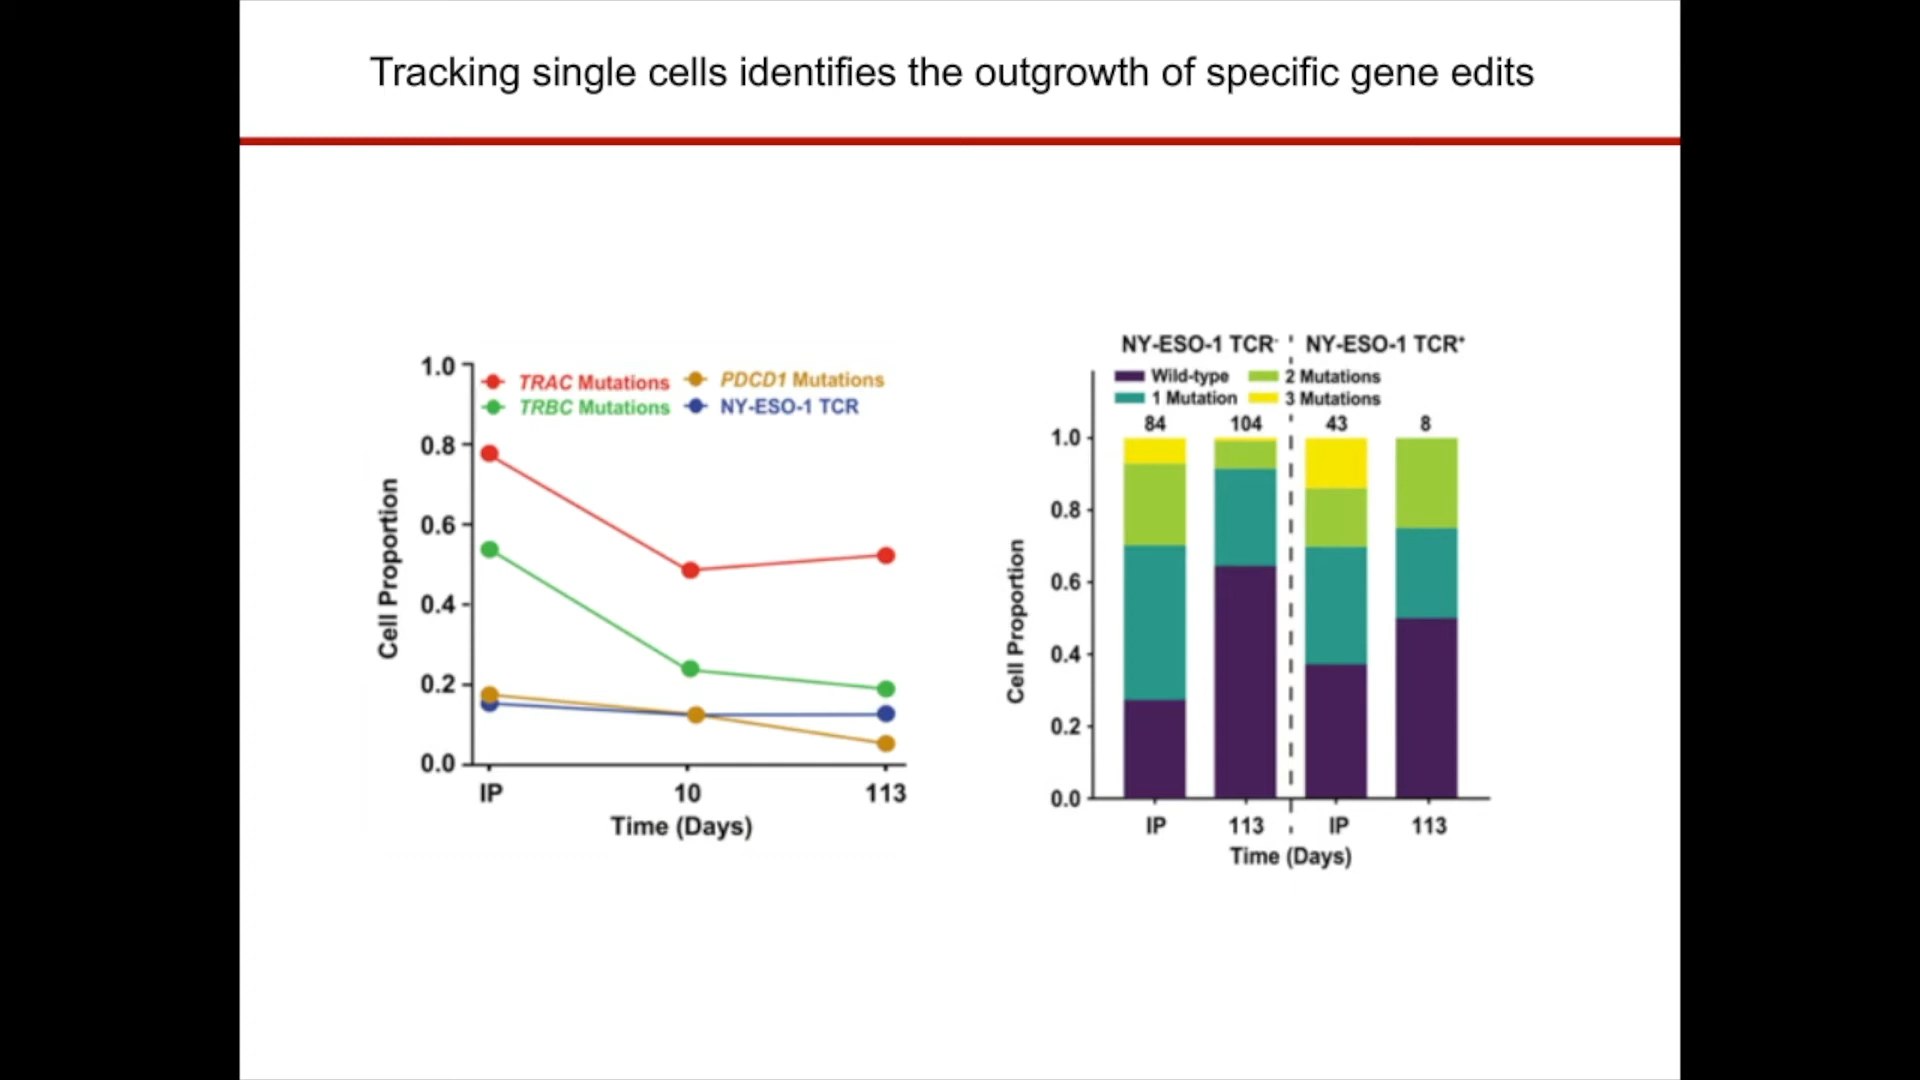 Tracking single cells identifies the outgrowth of specific gene edits
1.0
0.8
0.6
0.4
0.2
0.0
Cell Proportion
TRAC Mutations
TRBC Mutations
PDCD1 Mutations
NY-ESO-1 TCR
IP 10 113
Time (Days)
NY-ESO-1 TCR⁻ NY-ESO-1 TCR⁺
Wild-type 2 Mutations
1 Mutation 3 Mutations
84 104 43 8
1.0
0.8
0.6
0.4
0.2
0.0
Cell Proportion
IP 113 IP 113
Time (Days)